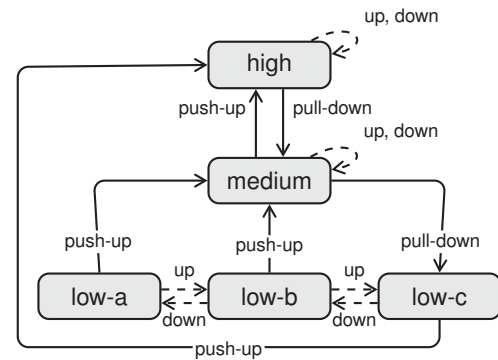 up, down
high
push-up pull-down
up, down
medium
push-up push-up pull-down
up up
low-a low-b low-c
down down
push-up